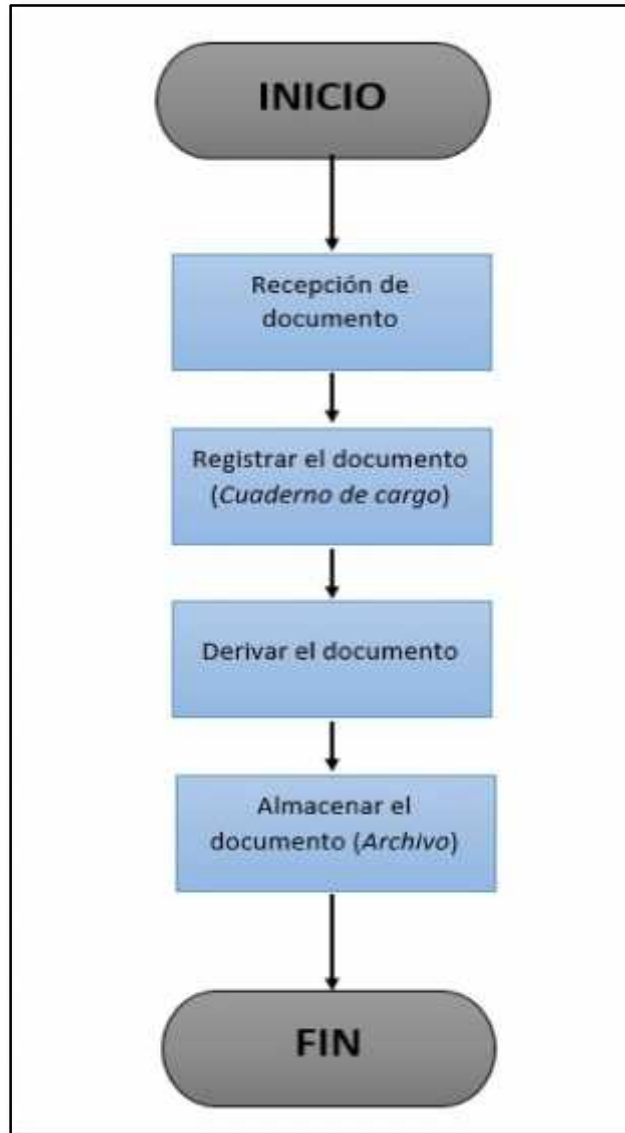 INICIO
Recepción de
documento
Registrar el documento
(Cuaderno de cargo)
Derivar el documento
Almacenar el
documento (Archivo)
FIN